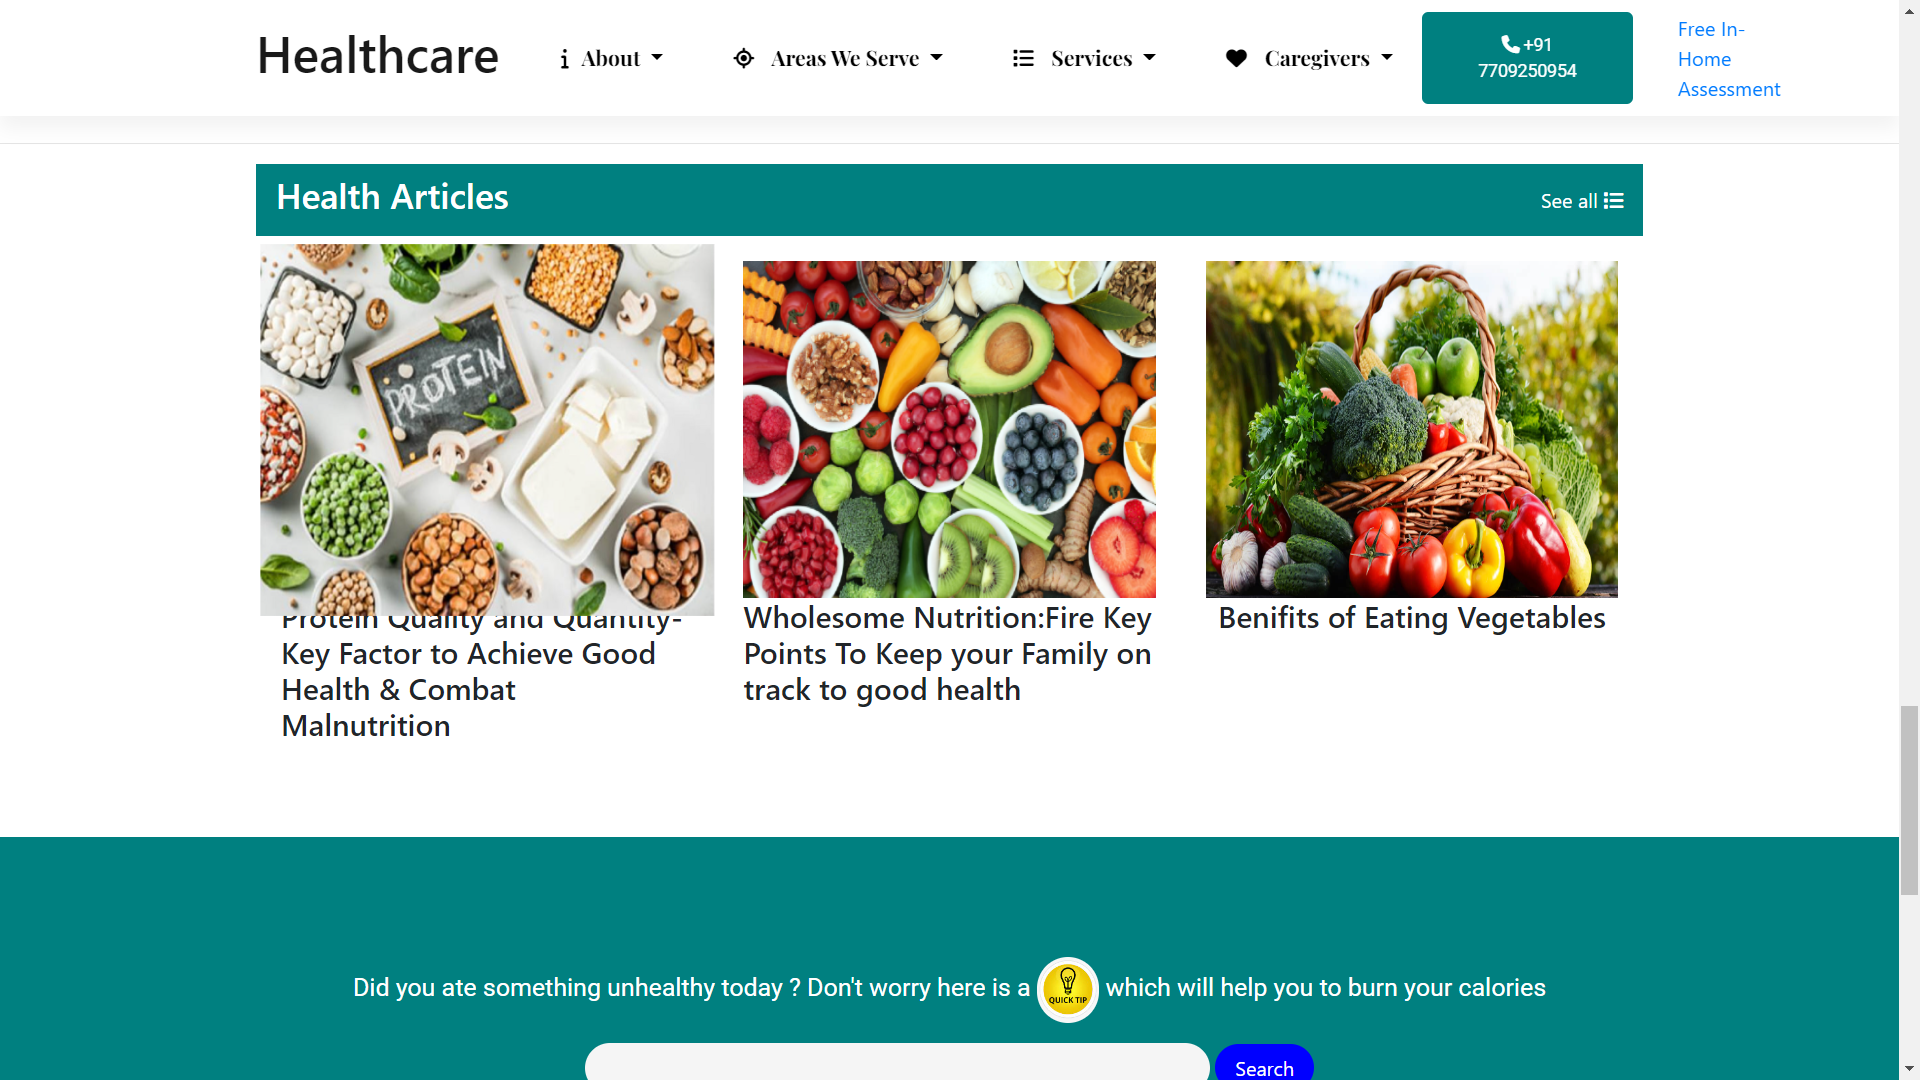 Healthcare
About
Areas We Serve
Services
Caregivers
+91
7709250954
Free In-
Home
Assessment
Health Articles
See all
PROTEIN
Protein Quality and Quantity-
Key Factor to Achieve Good
Health & Combat
Malnutrition
Wholesome Nutrition:Fire Key
Points To Keep your Family on
track to good health
Benifits of Eating Vegetables
Did you ate something unhealthy today ? Don't worry here is a QUICK TIP which will help you to burn your calories
Search